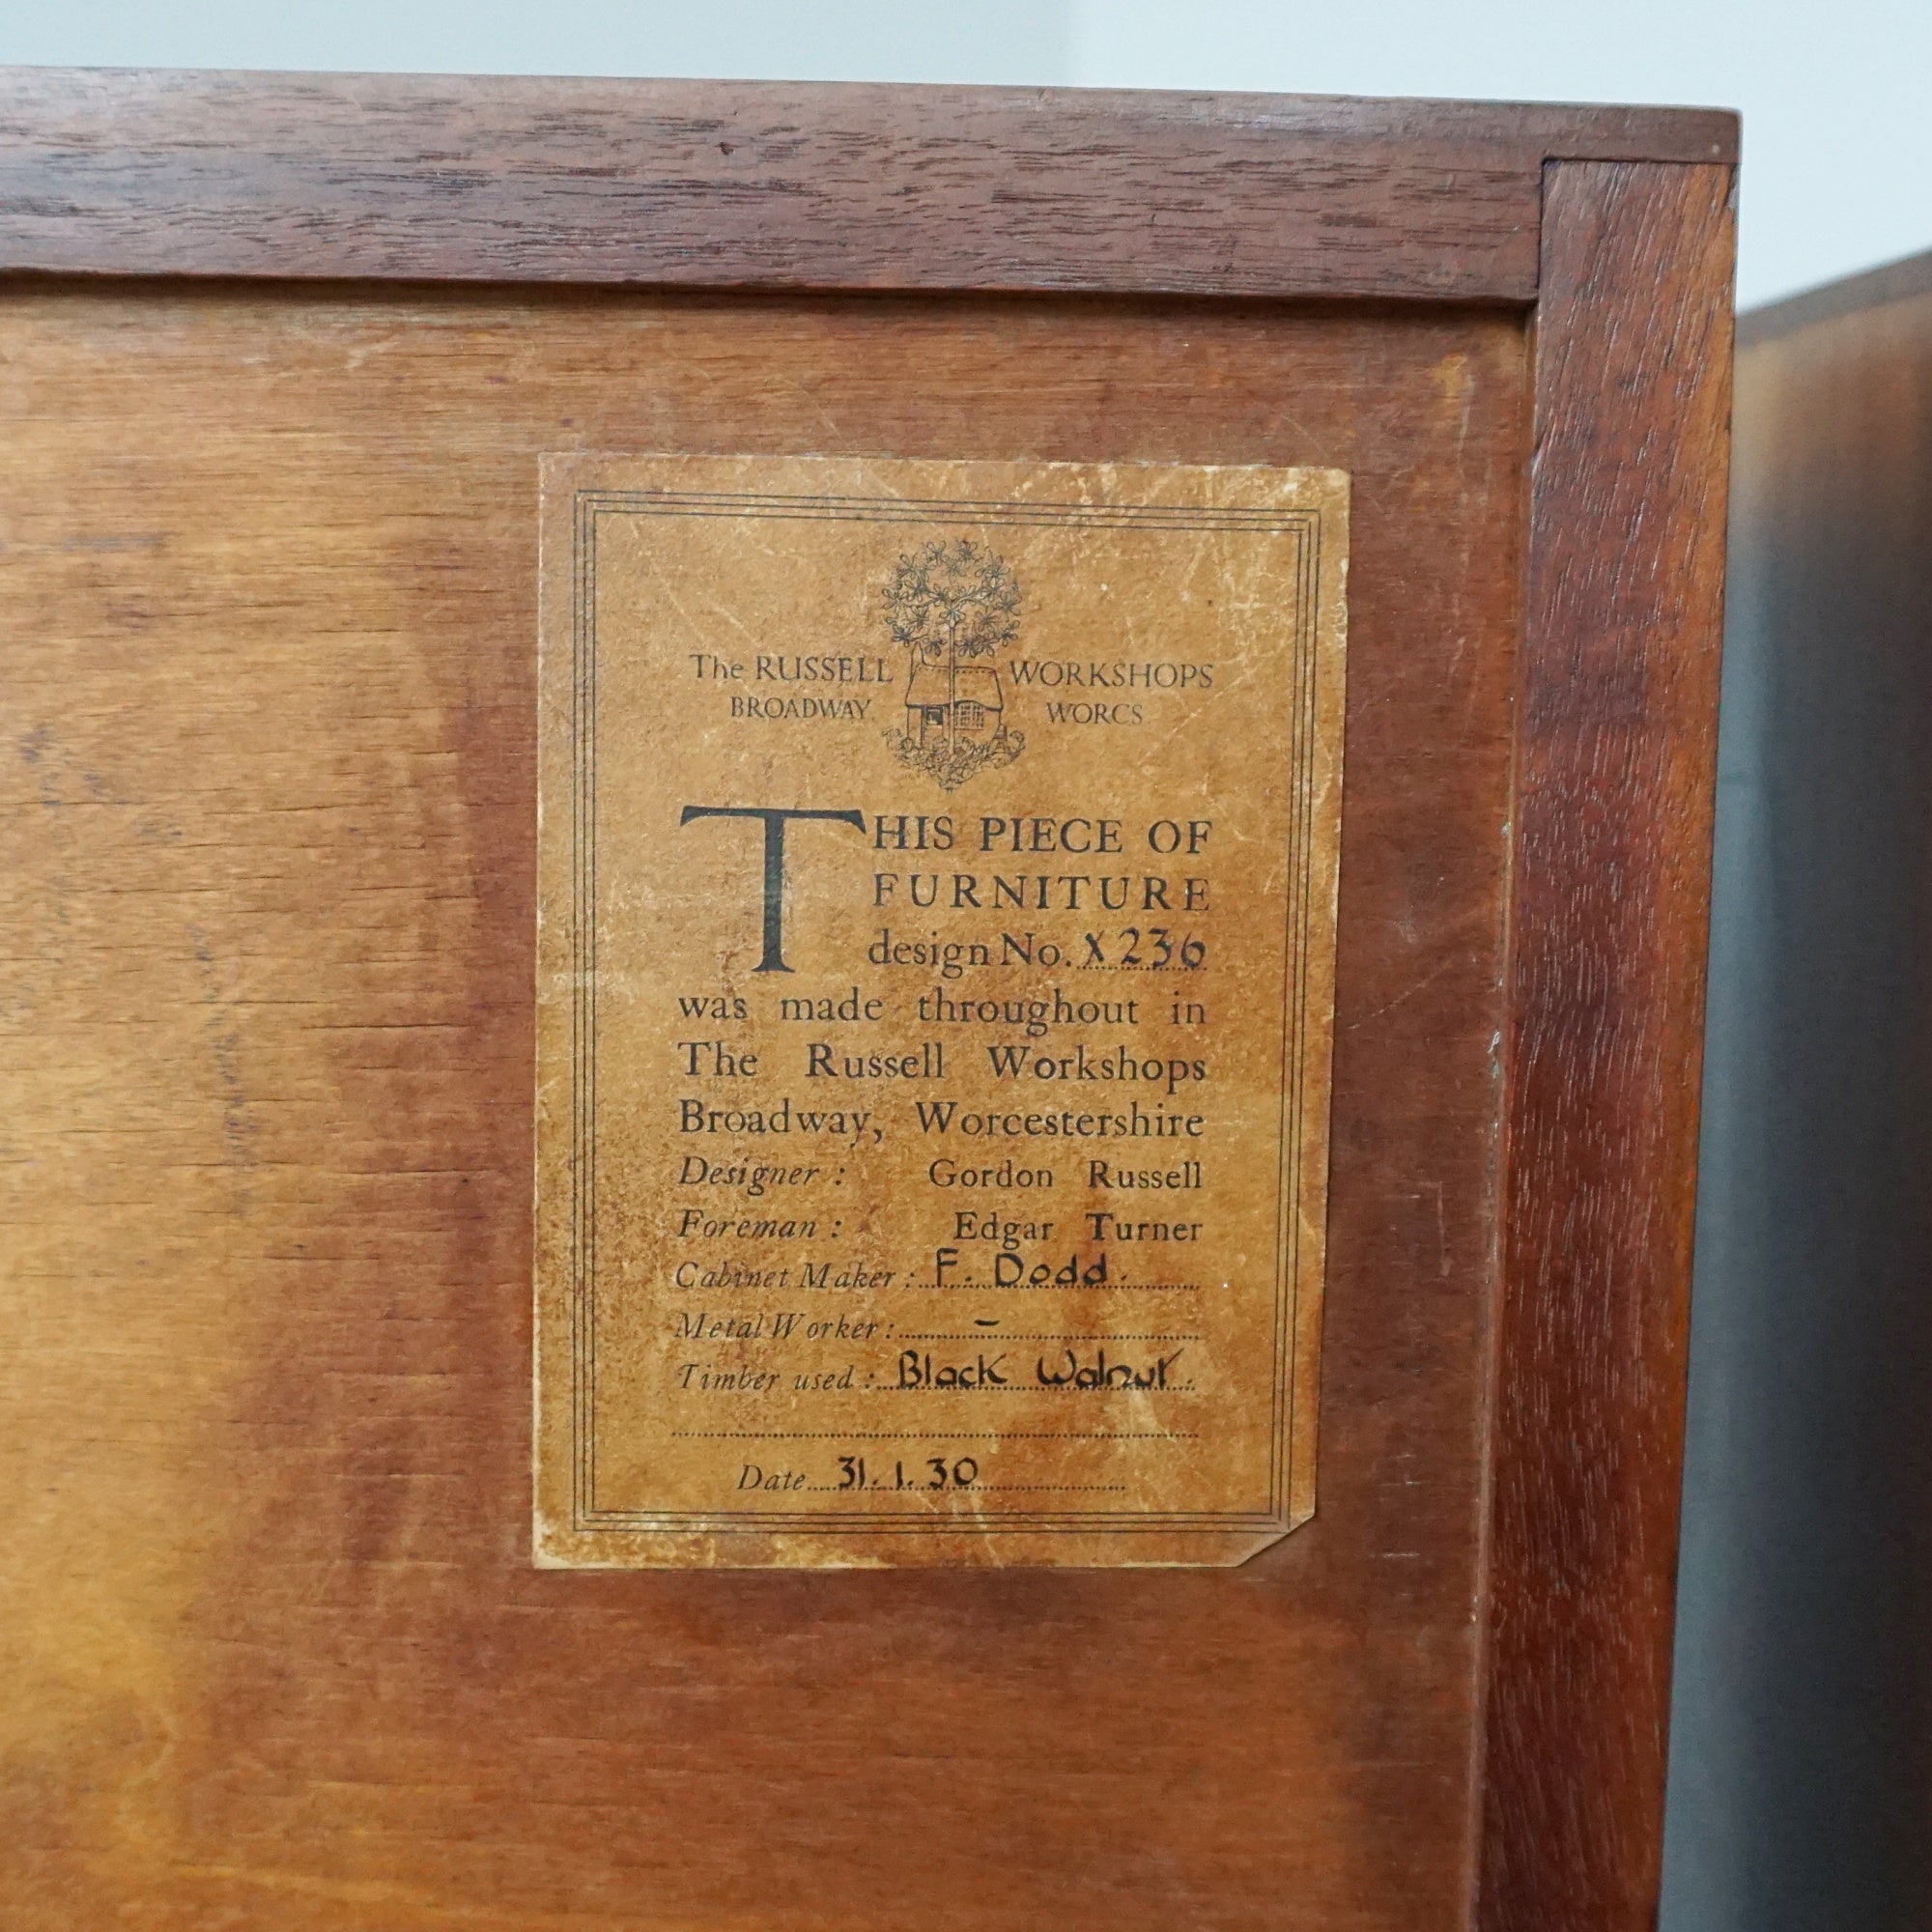 The RUSSELL WORKSHOPS
BROADWAY WORCS
THIS PIECE OF
FURNITURE
design No. X236
was made throughout in
The Russell Workshops
Broadway, Worcestershire
Designer : Gordon Russell
Foreman : Edgar Turner
Cabinet Maker : F. Dodd.
Metal Worker : –
Timber used : Black Walnut.
Date 31.1.30